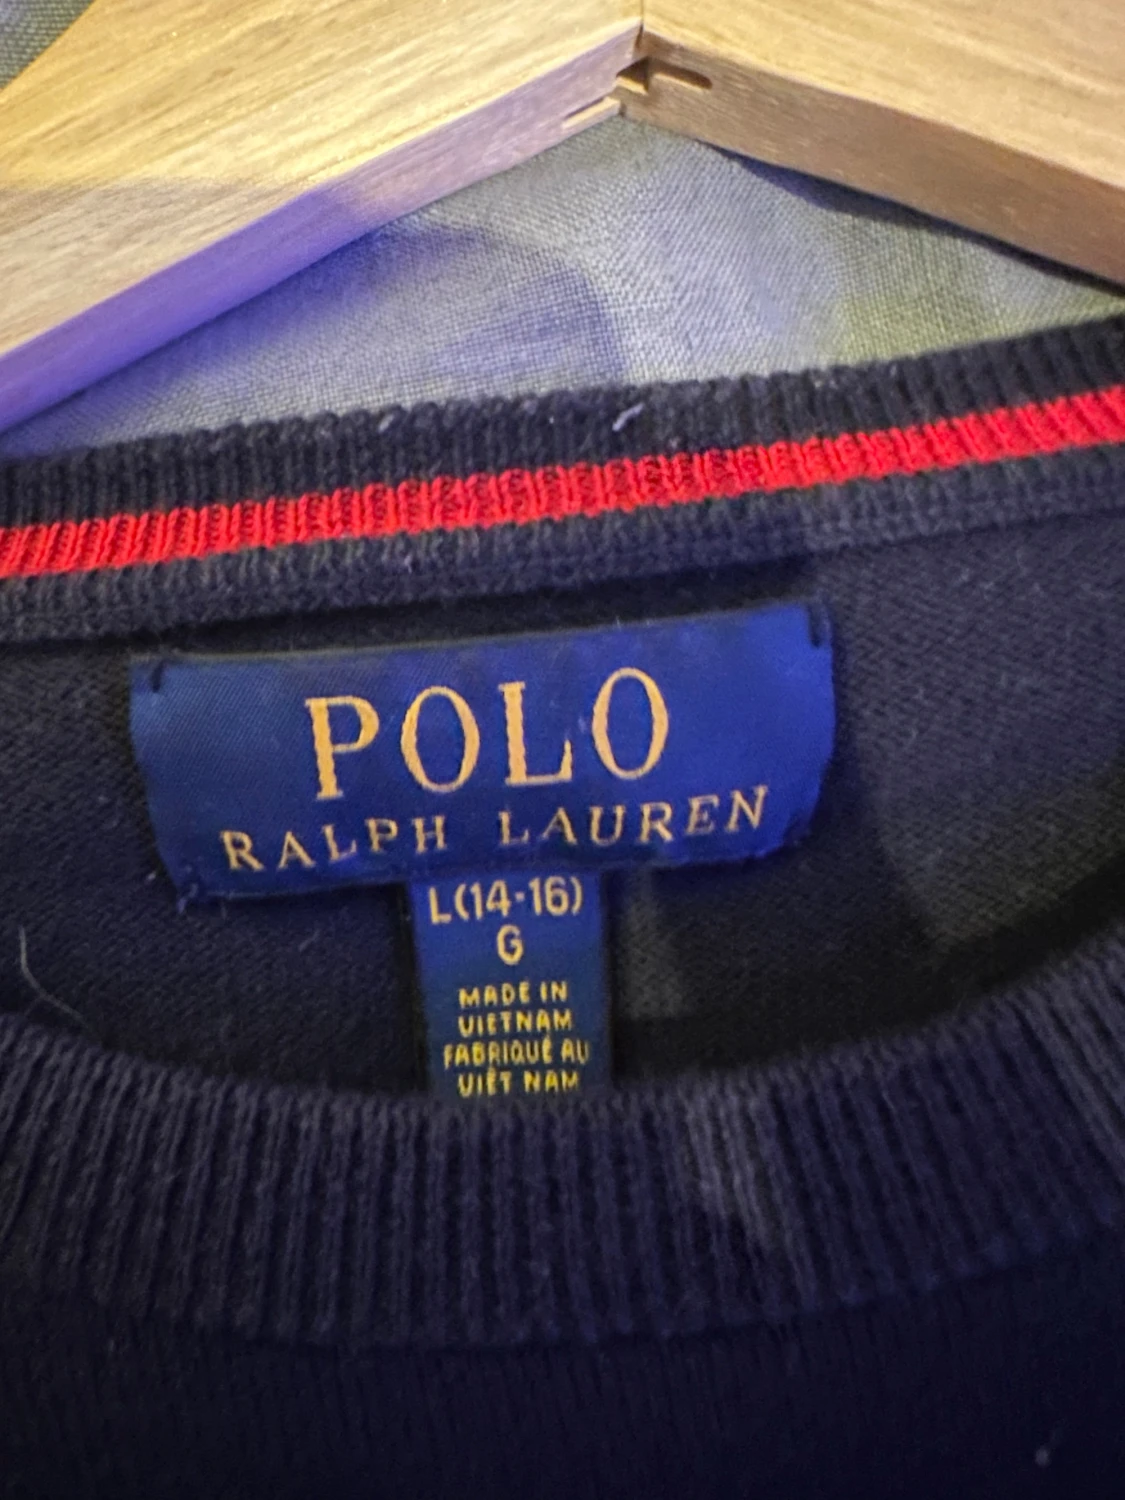 POLO
RALPH LAUREN
L(14-16)
G
MADE IN
VIETNAM
FABRIQUÉ AU
VIÊT NAM